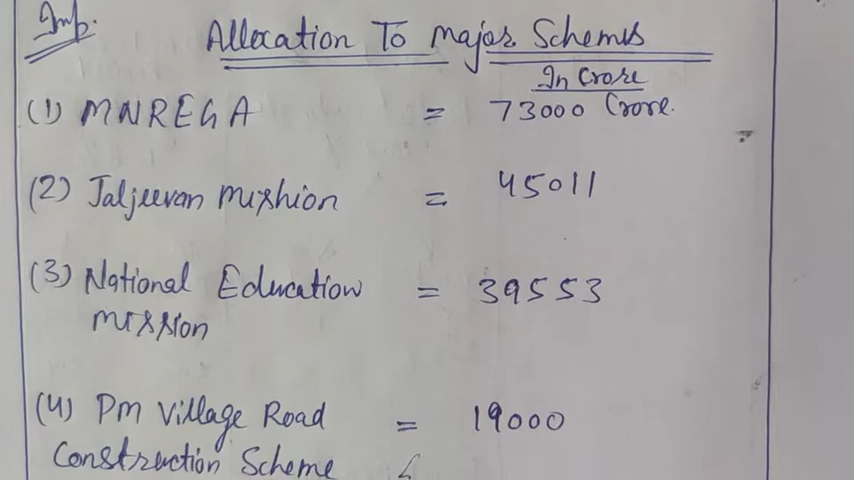 Imp.
Allocation To Major Schemes
In Crore
(1) MNREGA = 73000 Crore.
(2) Jaljeevan Mishion = 45011
(3) National Education = 39553
Mission
(4) PM Village Road = 19000
Construction Scheme